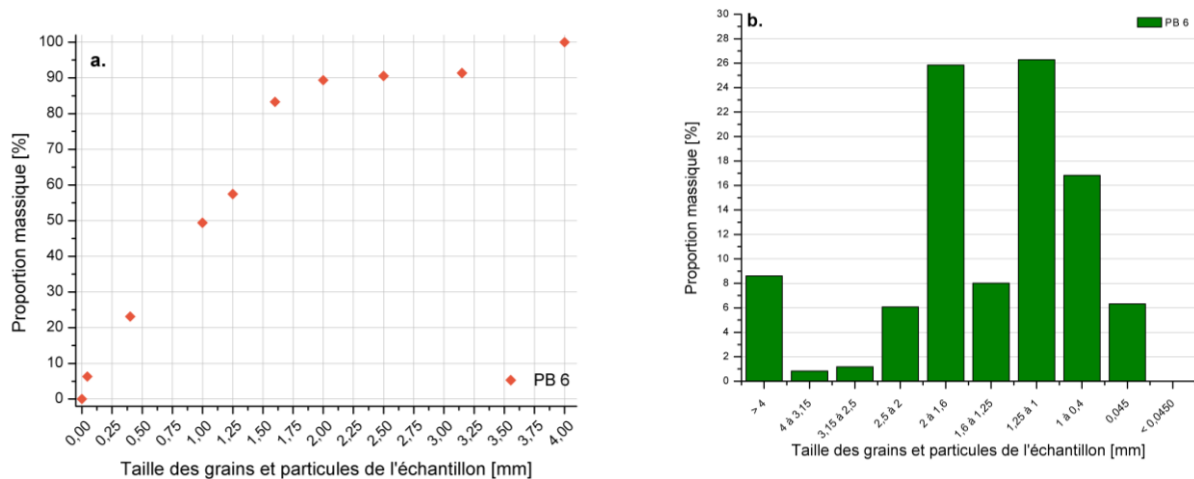 a.
100
90
80
70
60
50
40
30
20
10
0
Proportion massique [%]
PB 6
0,00 0,25 0,50 0,75 1,00 1,25 1,50 1,75 2,00 2,25 2,50 2,75 3,00 3,25 3,50 3,75 4,00
Taille des grains et particules de l'échantillon [mm]
b.
PB 6
30
28
26
24
22
20
18
16
14
12
10
8
6
4
2
0
Proportion massique [%]
> 4 4 à 3,15 3,15 à 2,5 2,5 à 2 2 à 1,6 1,6 à 1,25 1,25 à 1 1 à 0,4 0,045 < 0,0450
Taille des grains et particules de l'échantillon [mm]